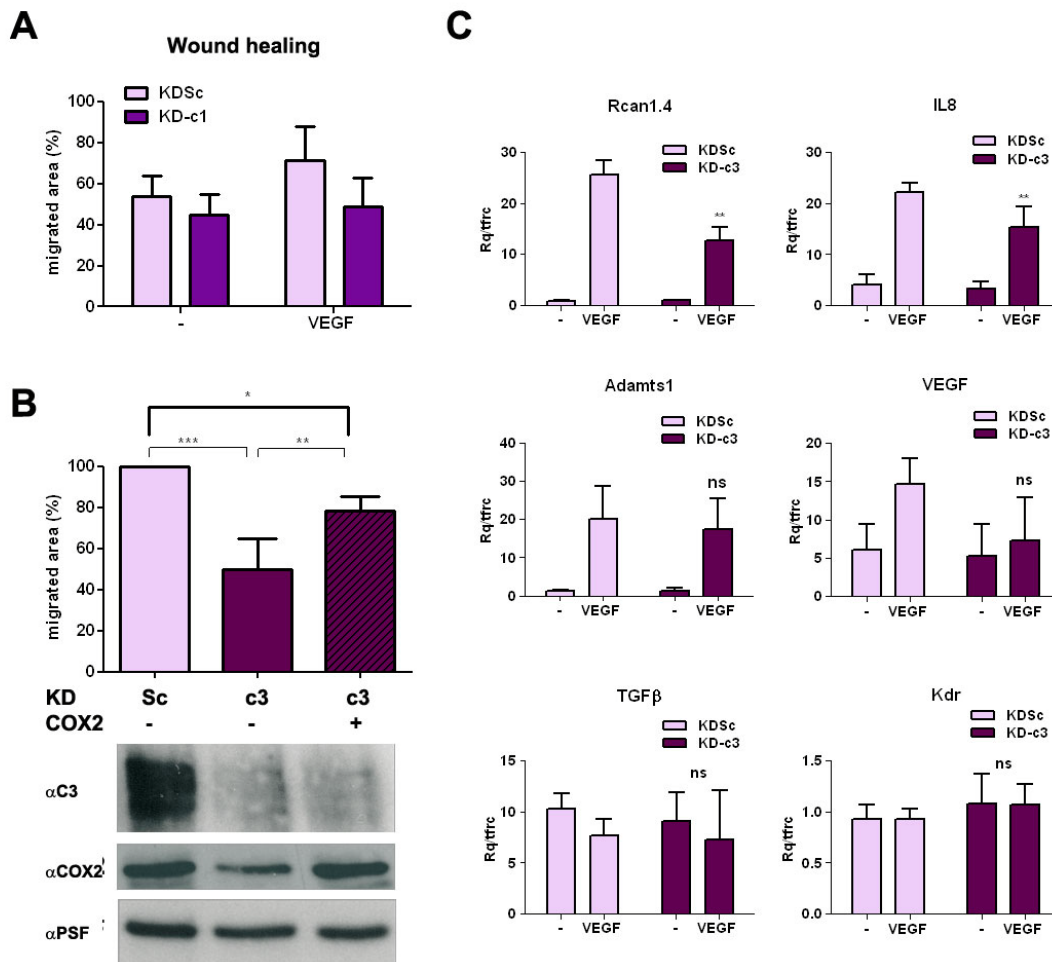 A
Wound healing
KDSc
KD-c1
migrated area (%)
100
80
60
40
20
0
-
VEGF
B
*
***
**
migrated area (%)
100
80
60
40
20
0
KD Sc c3 c3
COX2 - - +
αC3
αCOX2
αPSF
C
Rcan1.4
KDSc
KD-c3
Rq/tfrc
30
20
10
0
**
- VEGF - VEGF
IL8
KDSc
KD-c3
Rq/tfrc
30
20
10
0
**
- VEGF - VEGF
Adamts1
KDSc
KD-c3
Rq/tfrc
40
30
20
10
0
ns
- VEGF - VEGF
VEGF
KDSc
KD-c3
Rq/tfrc
20
15
10
5
0
ns
- VEGF - VEGF
TGFβ
KDSc
KD-c3
Rq/tfrc
15
10
5
0
ns
- VEGF - VEGF
Kdr
KDSc
KD-c3
Rq/tfrc
1.5
1.0
0.5
0.0
ns
- VEGF - VEGF